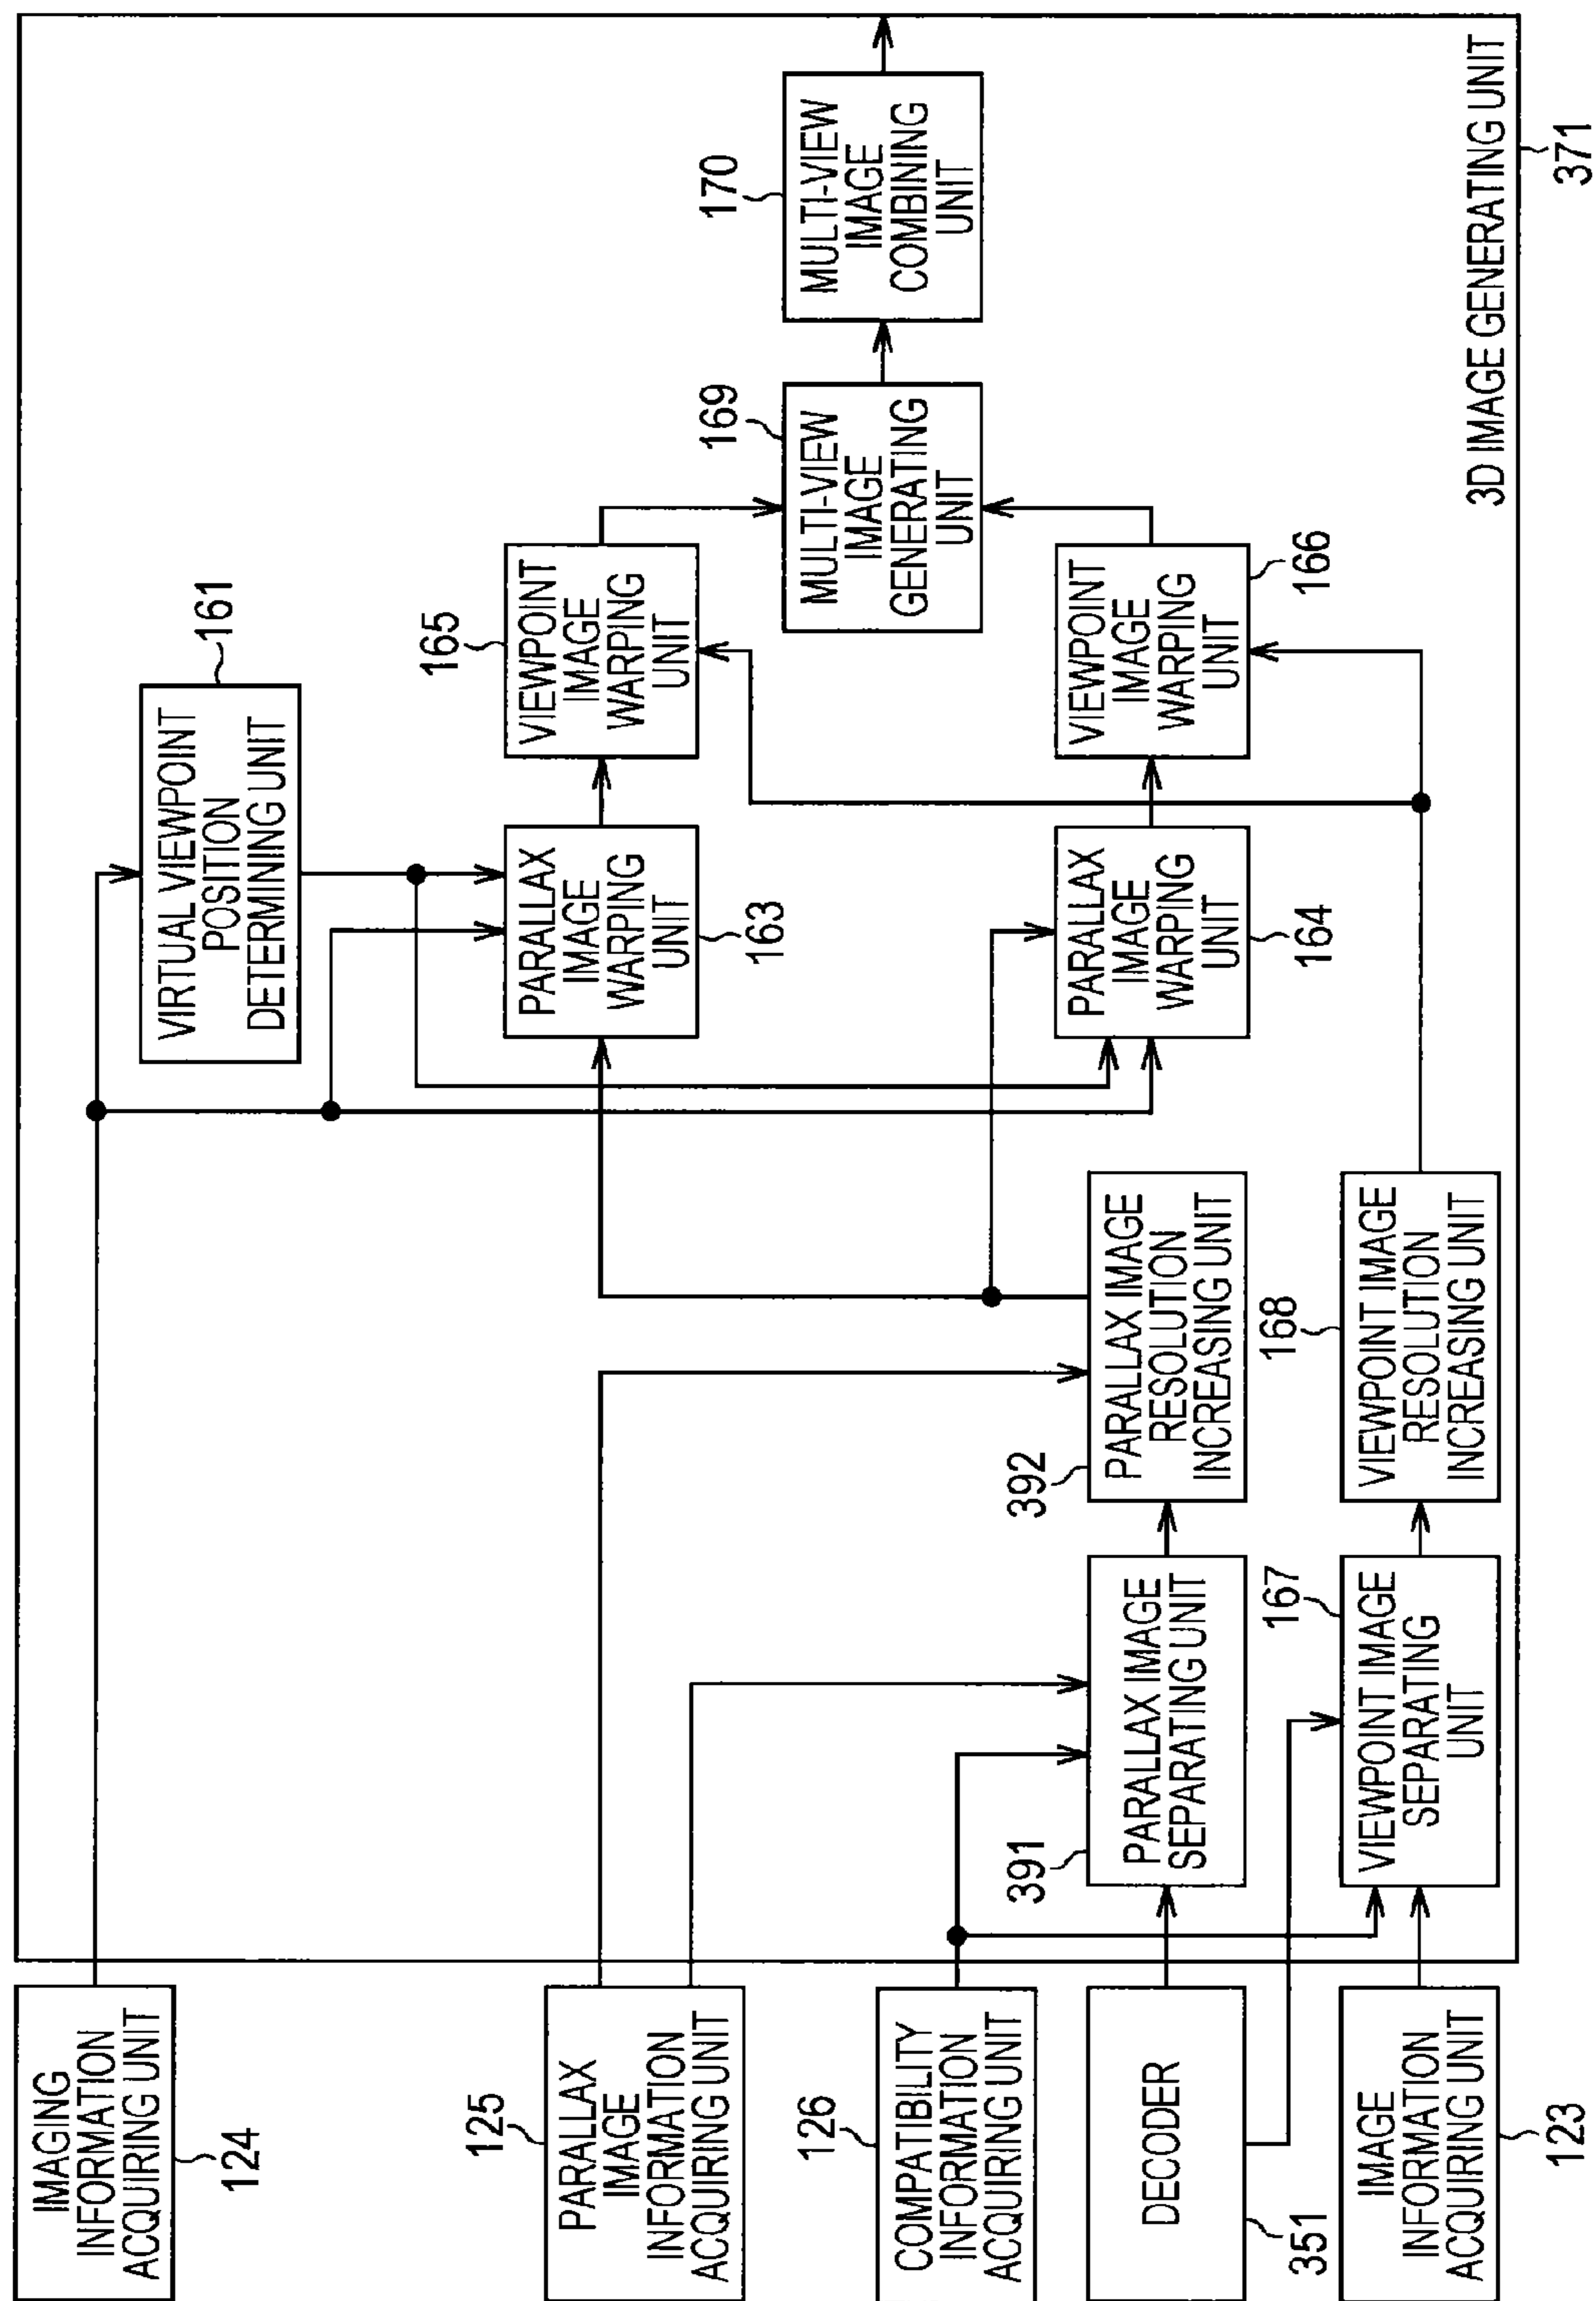 IMAGING
INFORMATION
ACQUIRING UNIT
124
PARALLAX
IMAGE
INFORMATION
ACQUIRING UNIT
125
COMPATIBILITY
INFORMATION
ACQUIRING UNIT
126
DECODER
351
IMAGE
INFORMATION
ACQUIRING UNIT
123
391
PARALLAX IMAGE
SEPARATING UNIT
167
VIEWPOINT IMAGE
SEPARATING
UNIT
392
PARALLAX IMAGE
RESOLUTION
INCREASING UNIT
168
VIEWPOINT IMAGE
RESOLUTION
INCREASING UNIT
VIRTUAL VIEWPOINT
POSITION
DETERMINING UNIT
161
PARALLAX
IMAGE
WARPING
UNIT
163
PARALLAX
IMAGE
WARPING
UNIT
164
165
VIEWPOINT
IMAGE
WARPING
UNIT
VIEWPOINT
IMAGE
WARPING
UNIT
166
169
MULTI-VIEW
IMAGE
GENERATING
UNIT
170
MULTI-VIEW
IMAGE
COMBINING
UNIT
3D IMAGE GENERATING UNIT
371